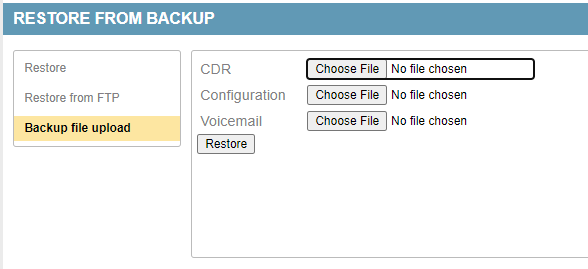 RESTORE FROM BACKUP
Restore
Restore from FTP
Backup file upload
CDR Choose File No file chosen
Configuration Choose File No file chosen
Voicemail Choose File No file chosen
Restore